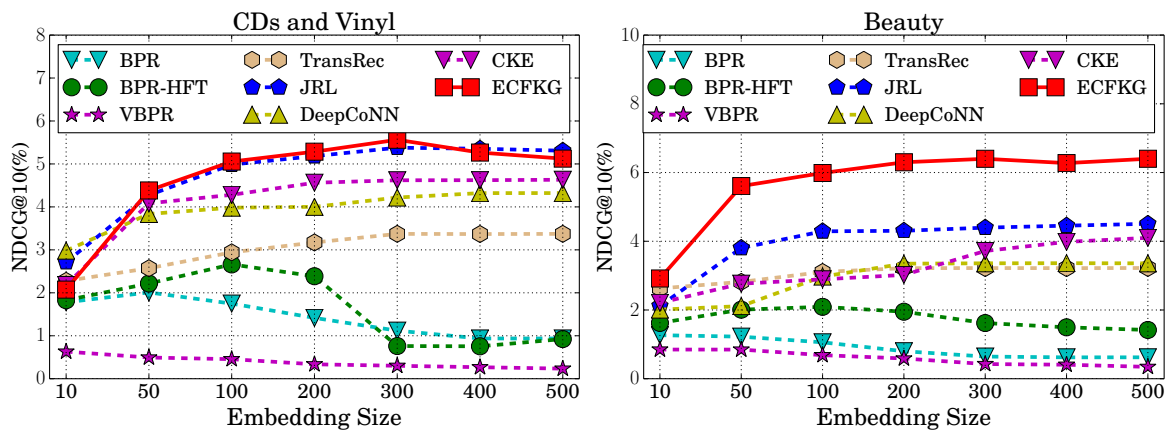 CDs and Vinyl
8
7
6
5
4
3
2
1
0
NDCG@10(%)
BPR
BPR-HFT
VBPR
TransRec
JRL
DeepCoNN
CKE
ECFKG
10 50 100 200 300 400 500
Embedding Size
Beauty
10
8
6
4
2
0
NDCG@10(%)
BPR
BPR-HFT
VBPR
TransRec
JRL
DeepCoNN
CKE
ECFKG
10 50 100 200 300 400 500
Embedding Size